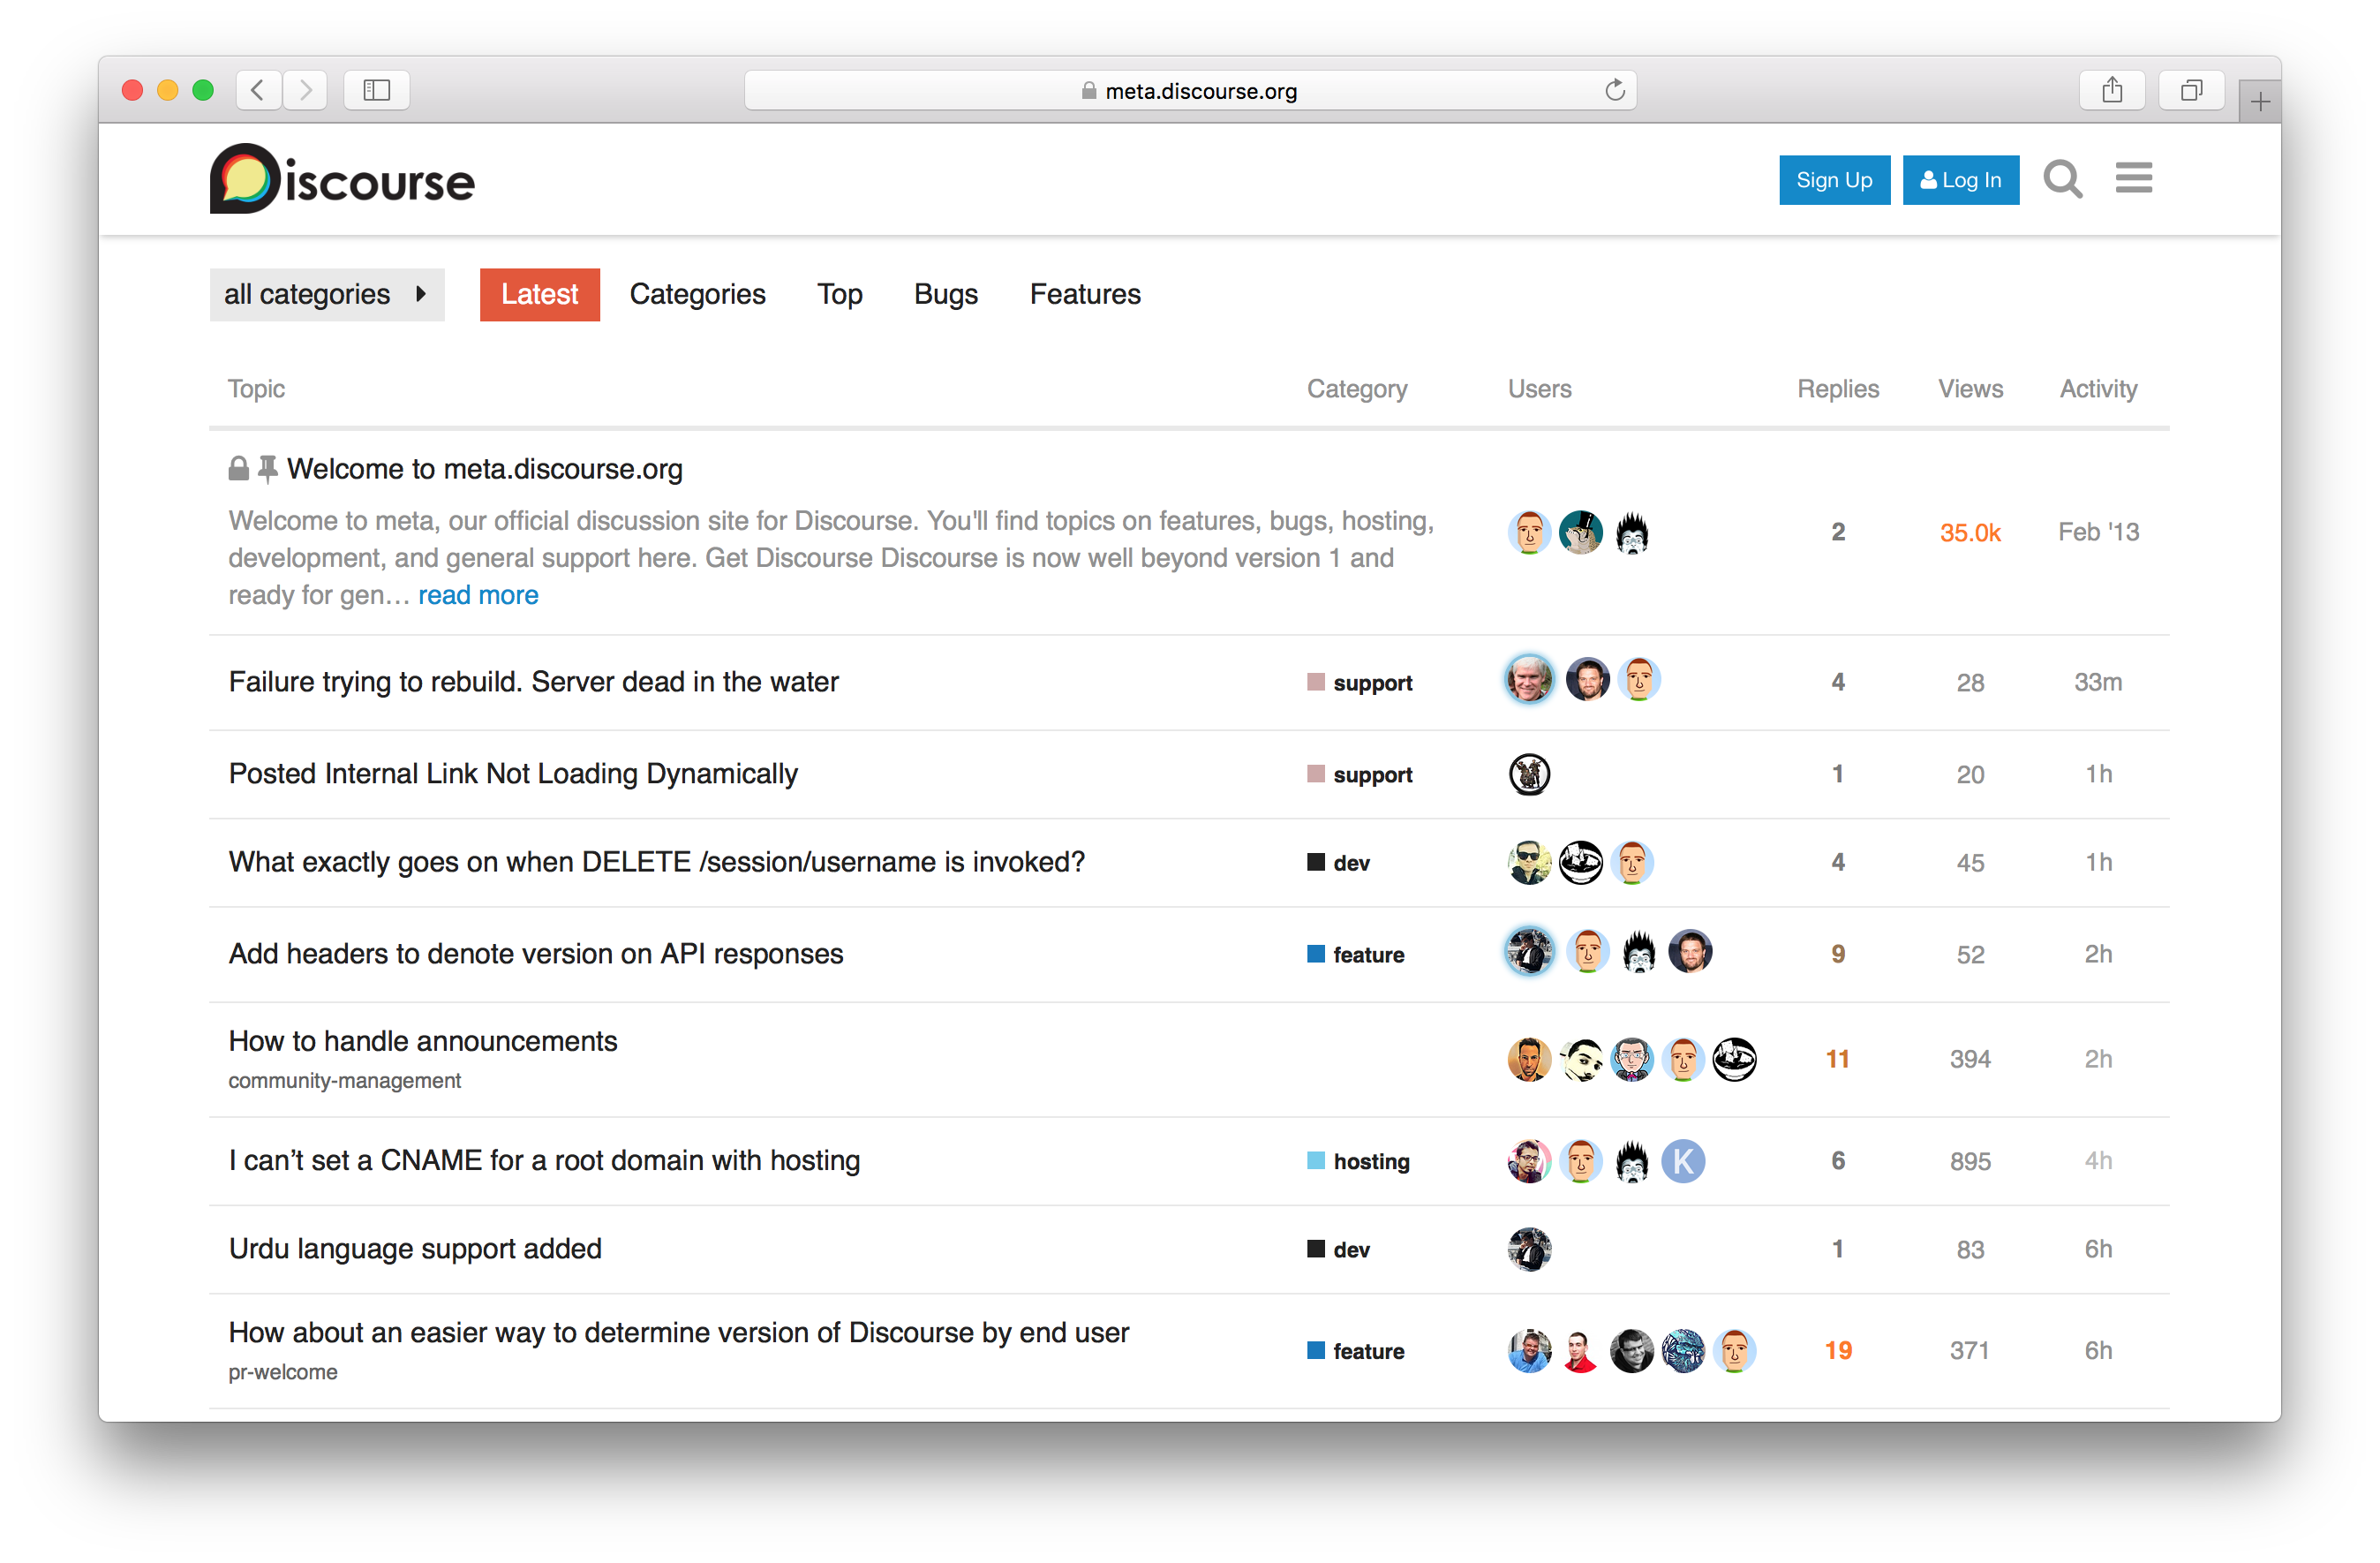 meta.discourse.org
Discourse
Sign Up Log In
all categories Latest Categories Top Bugs Features
Topic Category Users Replies Views Activity
Welcome to meta.discourse.org
Welcome to meta, our official discussion site for Discourse. You'll find topics on features, bugs, hosting,
development, and general support here. Get Discourse Discourse is now well beyond version 1 and
ready for gen… read more
2 35.0k Feb '13
Failure trying to rebuild. Server dead in the water support 4 28 33m
Posted Internal Link Not Loading Dynamically support 1 20 1h
What exactly goes on when DELETE /session/username is invoked? dev 4 45 1h
Add headers to denote version on API responses feature 9 52 2h
How to handle announcements 11 394 2h
community-management
I can’t set a CNAME for a root domain with hosting hosting K 6 895 4h
Urdu language support added dev 1 83 6h
How about an easier way to determine version of Discourse by end user feature 19 371 6h
pr-welcome